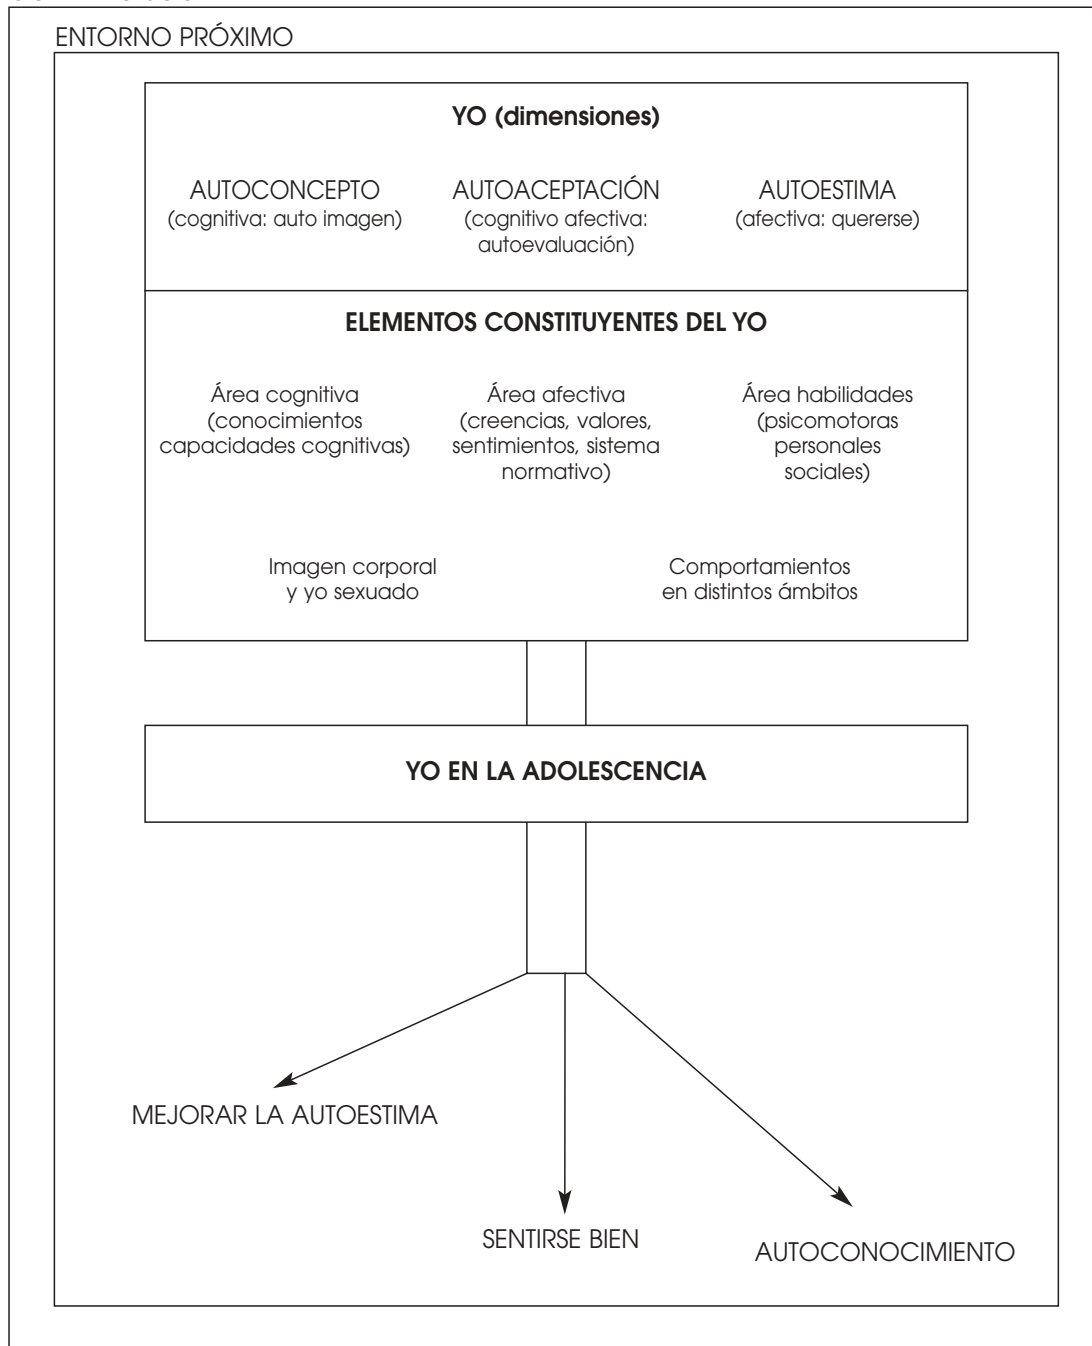 ENTORNO PRÓXIMO
YO (dimensiones)
AUTOCONCEPTO
(cognitiva: auto imagen)
AUTOACEPTACIÓN
(cognitivo afectiva:
autoevaluación)
AUTOESTIMA
(afectiva: quererse)
ELEMENTOS CONSTITUYENTES DEL YO
Área cognitiva
(conocimientos
capacidades cognitivas)
Área afectiva
(creencias, valores,
sentimientos, sistema
normativo)
Área habilidades
(psicomotoras
personales
sociales)
Imagen corporal
y yo sexuado
Comportamientos
en distintos ámbitos
YO EN LA ADOLESCENCIA
MEJORAR LA AUTOESTIMA
SENTIRSE BIEN
AUTOCONOCIMIENTO